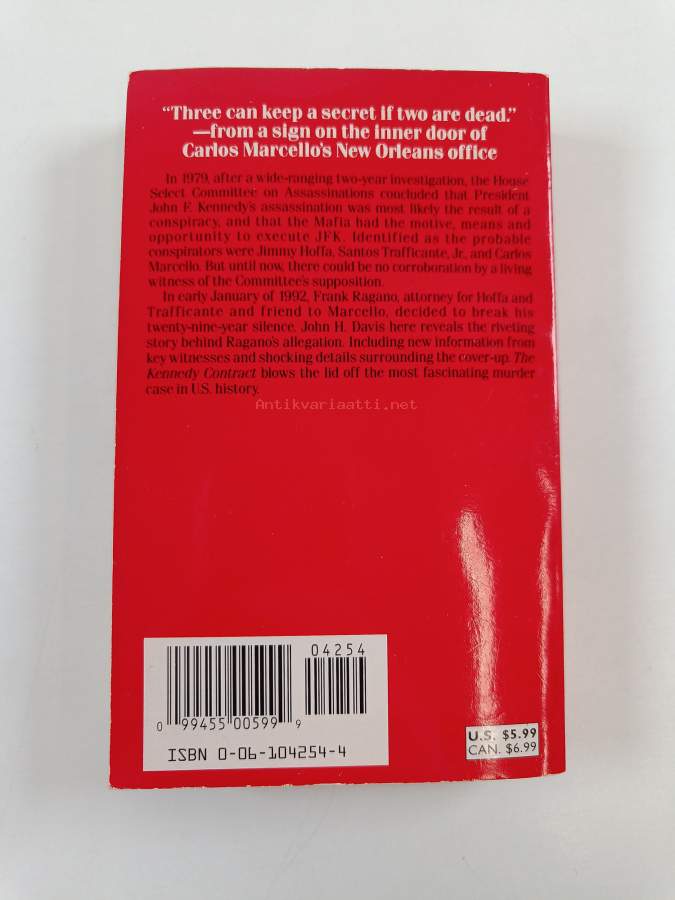 “Three can keep a secret if two are dead.”
—from a sign on the inner door of
Carlos Marcello's New Orleans office
In 1979, after a wide-ranging two-year investigation, the House
Select Committee on Assassinations concluded that President
John F. Kennedy's assassination was most likely the result of a
conspiracy, and that the Mafia had the motive, means and
opportunity to execute JFK. Identified as the probable
conspirators were Jimmy Hoffa, Santos Trafficante, Jr., and Carlos
Marcello. But until now, there could be no corroboration by a living
witness of the Committee's supposition.
In early January of 1992, Frank Ragano, attorney for Hoffa and
Trafficante and friend to Marcello, decided to break his
twenty-nine-year silence. John H. Davis here reveals the riveting
story behind Ragano's allegation. Including new information from
key witnesses and shocking details surrounding the cover-up. The
Kennedy Contract blows the lid off the most fascinating murder
case in U.S. history.
Antikvariaatti.net
04254
0 99455 00599 9
ISBN 0-06-104254-4
U.S. $5.99
CAN. $6.99